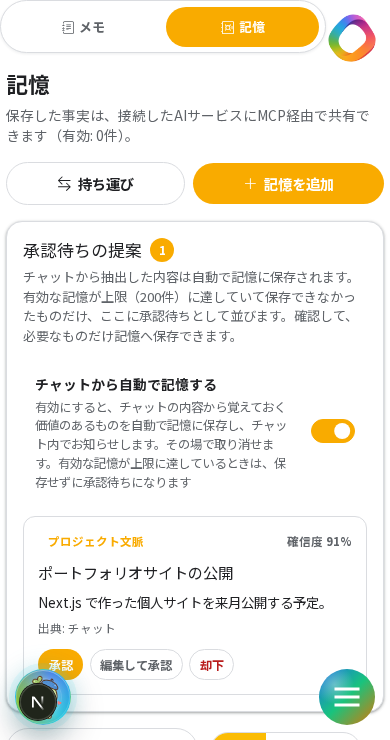 メモ
記憶
記憶
保存した事実は、接続したAIサービスにMCP経由で共有で
きます（有効: 0件）。
持ち運び
記憶を追加
承認待ちの提案 1
チャットから抽出した内容は自動で記憶に保存されます。
有効な記憶が上限（200件）に達していて保存できなかっ
たものだけ、ここに承認待ちとして並びます。確認して、
必要なものだけ記憶へ保存できます。
チャットから自動で記憶する
有効にすると、チャットの内容から覚えておく
価値のあるものを自動で記憶に保存し、チャッ
ト内でお知らせします。その場で取り消せま
す。有効な記憶が上限に達しているときは、保
存せずに承認待ちになります
プロジェクト文脈
確信度 91%
ポートフォリオサイトの公開
Next.js で作った個人サイトを来月公開する予定。
出典: チャット
承認
編集して承認
却下
N